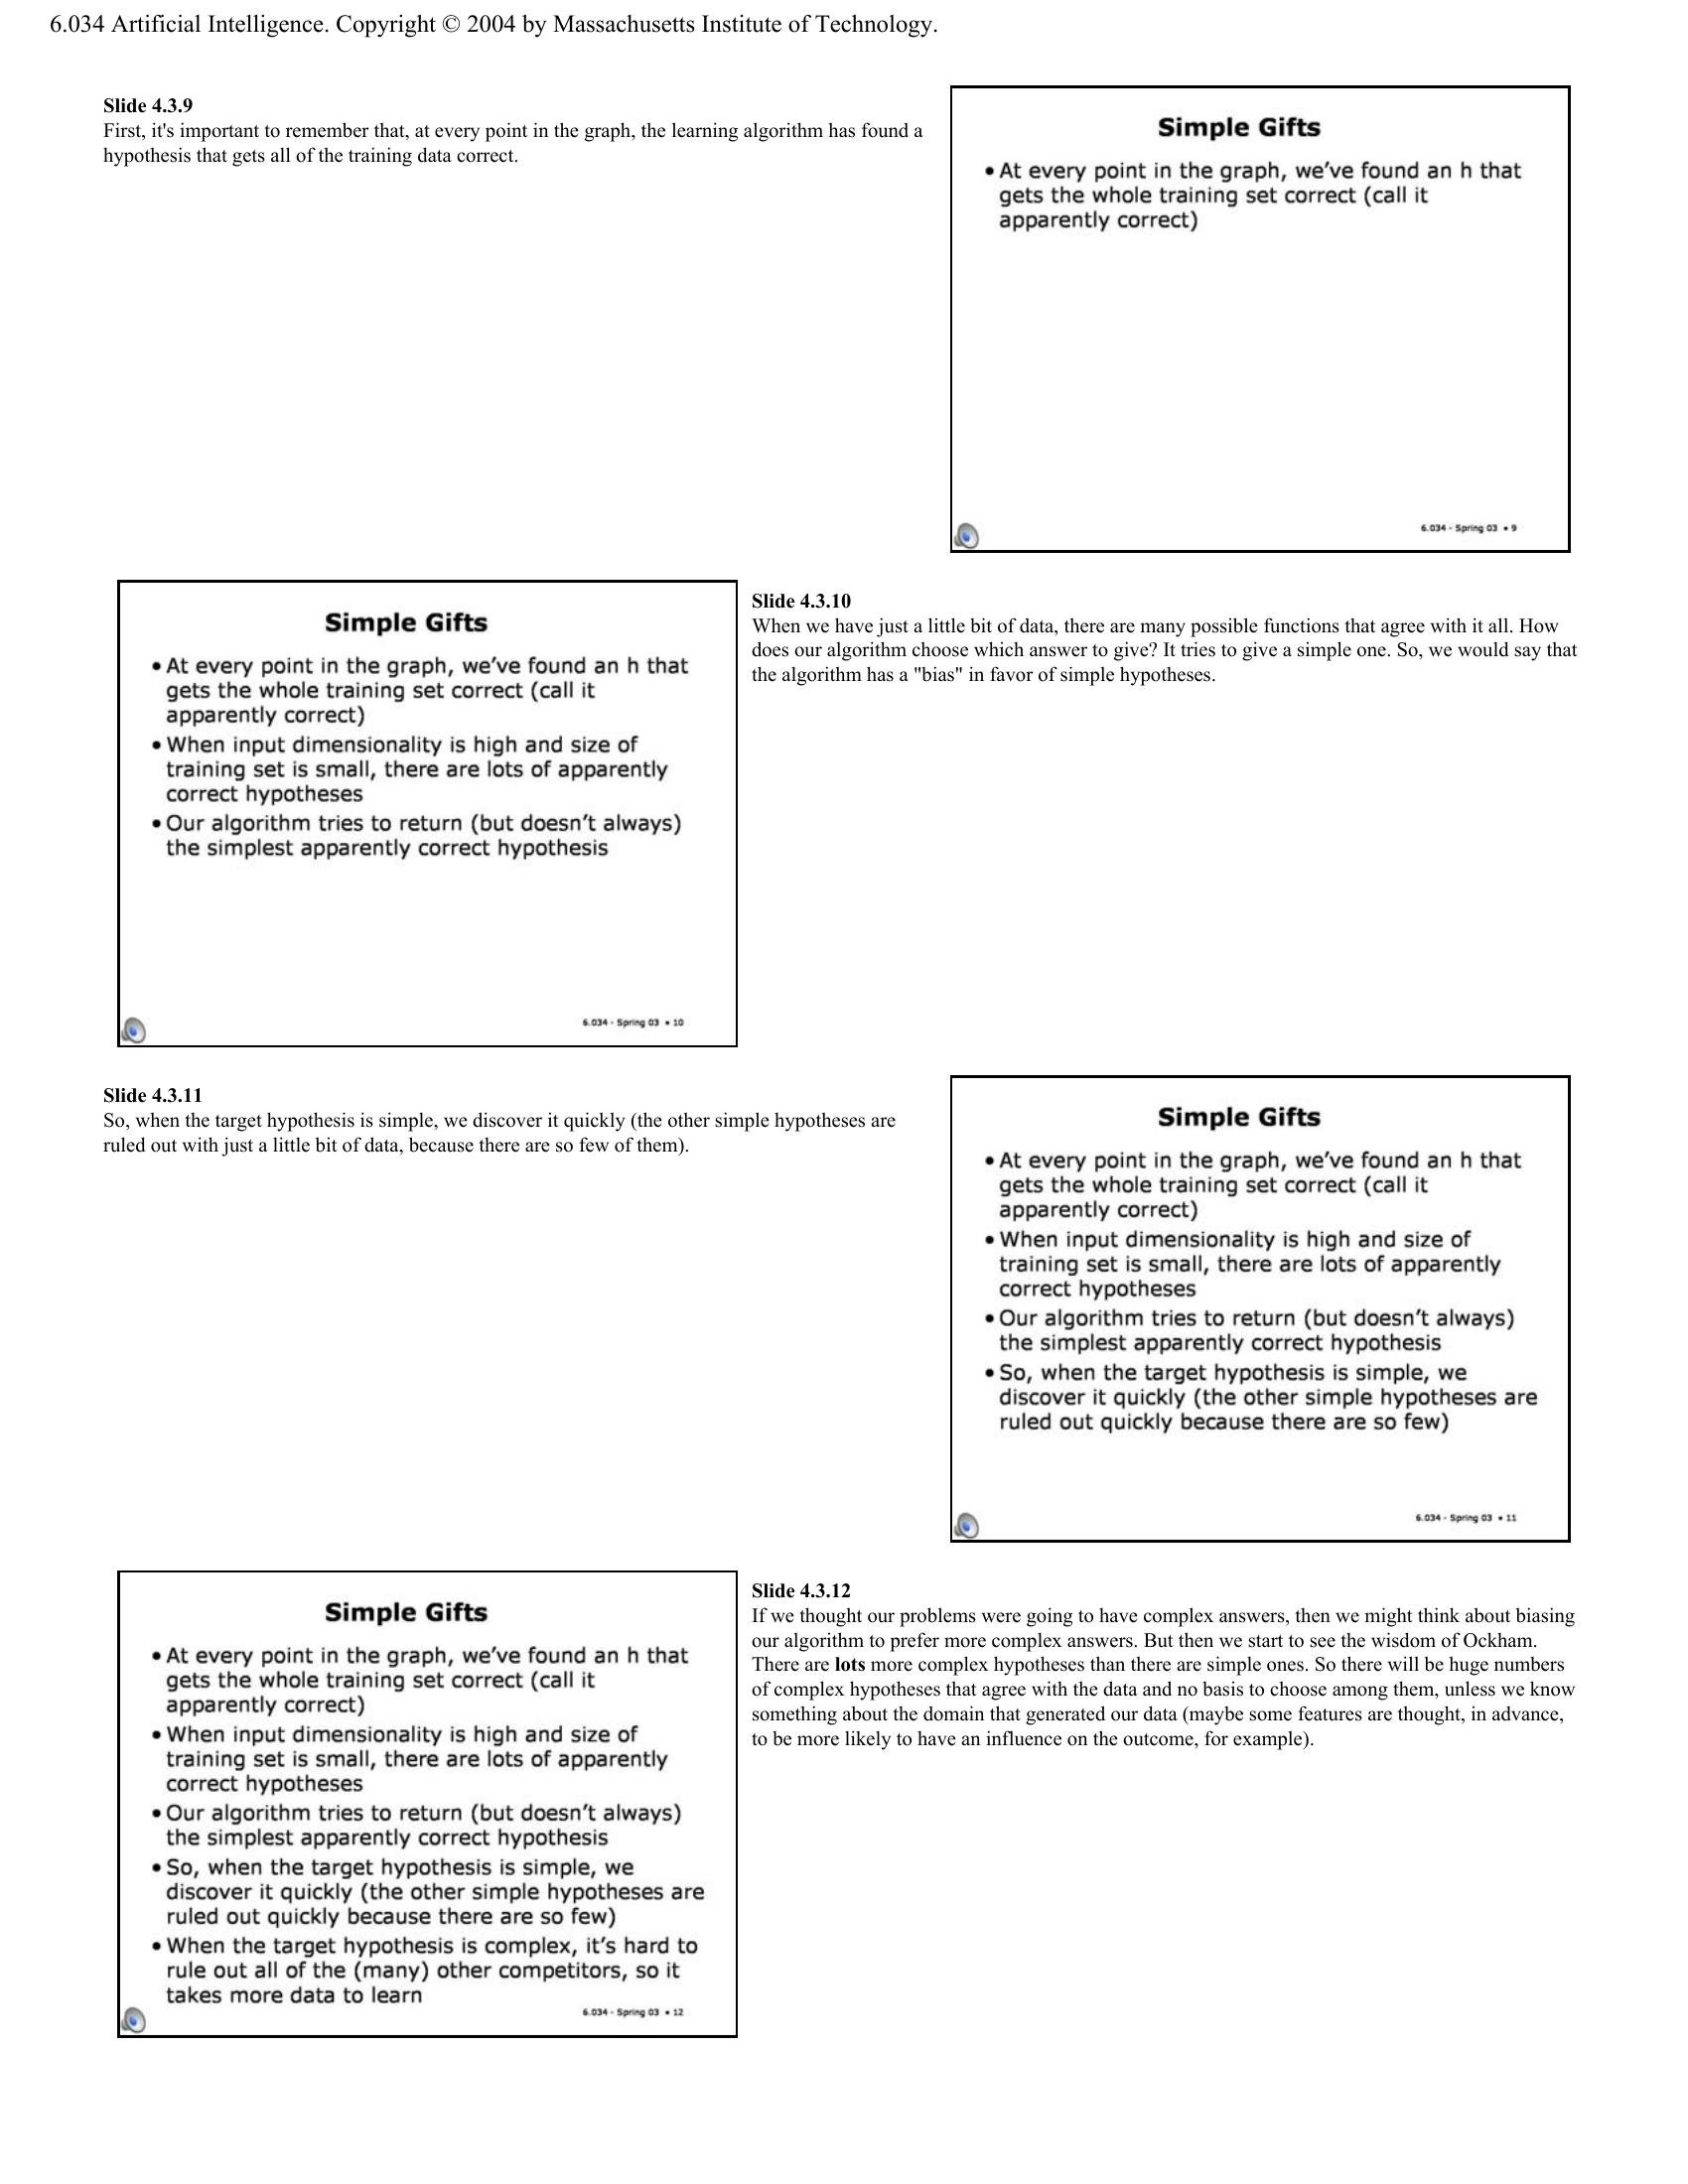 6.034 Artificial Intelligence. Copyright © 2004 by Massachusetts Institute of Technology.
Slide 4.3.9
First, it's important to remember that, at every point in the graph, the learning algorithm has found a
hypothesis that gets all of the training data correct.
Simple Gifts
• At every point in the graph, we’ve found an h that
gets the whole training set correct (call it
apparently correct)
6.034 - Spring 03 • 9
Simple Gifts
• At every point in the graph, we’ve found an h that
gets the whole training set correct (call it
apparently correct)
• When input dimensionality is high and size of
training set is small, there are lots of apparently
correct hypotheses
• Our algorithm tries to return (but doesn’t always)
the simplest apparently correct hypothesis
6.034 - Spring 03 • 10
Slide 4.3.10
When we have just a little bit of data, there are many possible functions that agree with it all. How
does our algorithm choose which answer to give? It tries to give a simple one. So, we would say that
the algorithm has a "bias" in favor of simple hypotheses.
Slide 4.3.11
So, when the target hypothesis is simple, we discover it quickly (the other simple hypotheses are
ruled out with just a little bit of data, because there are so few of them).
Simple Gifts
• At every point in the graph, we’ve found an h that
gets the whole training set correct (call it
apparently correct)
• When input dimensionality is high and size of
training set is small, there are lots of apparently
correct hypotheses
• Our algorithm tries to return (but doesn’t always)
the simplest apparently correct hypothesis
• So, when the target hypothesis is simple, we
discover it quickly (the other simple hypotheses are
ruled out quickly because there are so few)
6.034 - Spring 03 • 11
Simple Gifts
• At every point in the graph, we’ve found an h that
gets the whole training set correct (call it
apparently correct)
• When input dimensionality is high and size of
training set is small, there are lots of apparently
correct hypotheses
• Our algorithm tries to return (but doesn’t always)
the simplest apparently correct hypothesis
• So, when the target hypothesis is simple, we
discover it quickly (the other simple hypotheses are
ruled out quickly because there are so few)
• When the target hypothesis is complex, it’s hard to
rule out all of the (many) other competitors, so it
takes more data to learn
6.034 - Spring 03 • 12
Slide 4.3.12
If we thought our problems were going to have complex answers, then we might think about biasing
our algorithm to prefer more complex answers. But then we start to see the wisdom of Ockham.
There are lots more complex hypotheses than there are simple ones. So there will be huge numbers
of complex hypotheses that agree with the data and no basis to choose among them, unless we know
something about the domain that generated our data (maybe some features are thought, in advance,
to be more likely to have an influence on the outcome, for example).